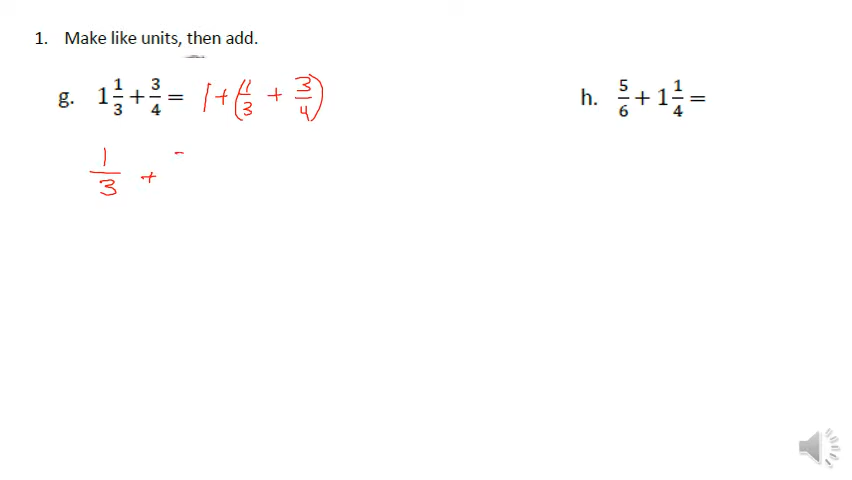 1. Make like units, then add.
g. 1 1/3 + 3/4 = 1 + (1/3 + 3/4)
h. 5/6 + 1 1/4 =
1/3 +